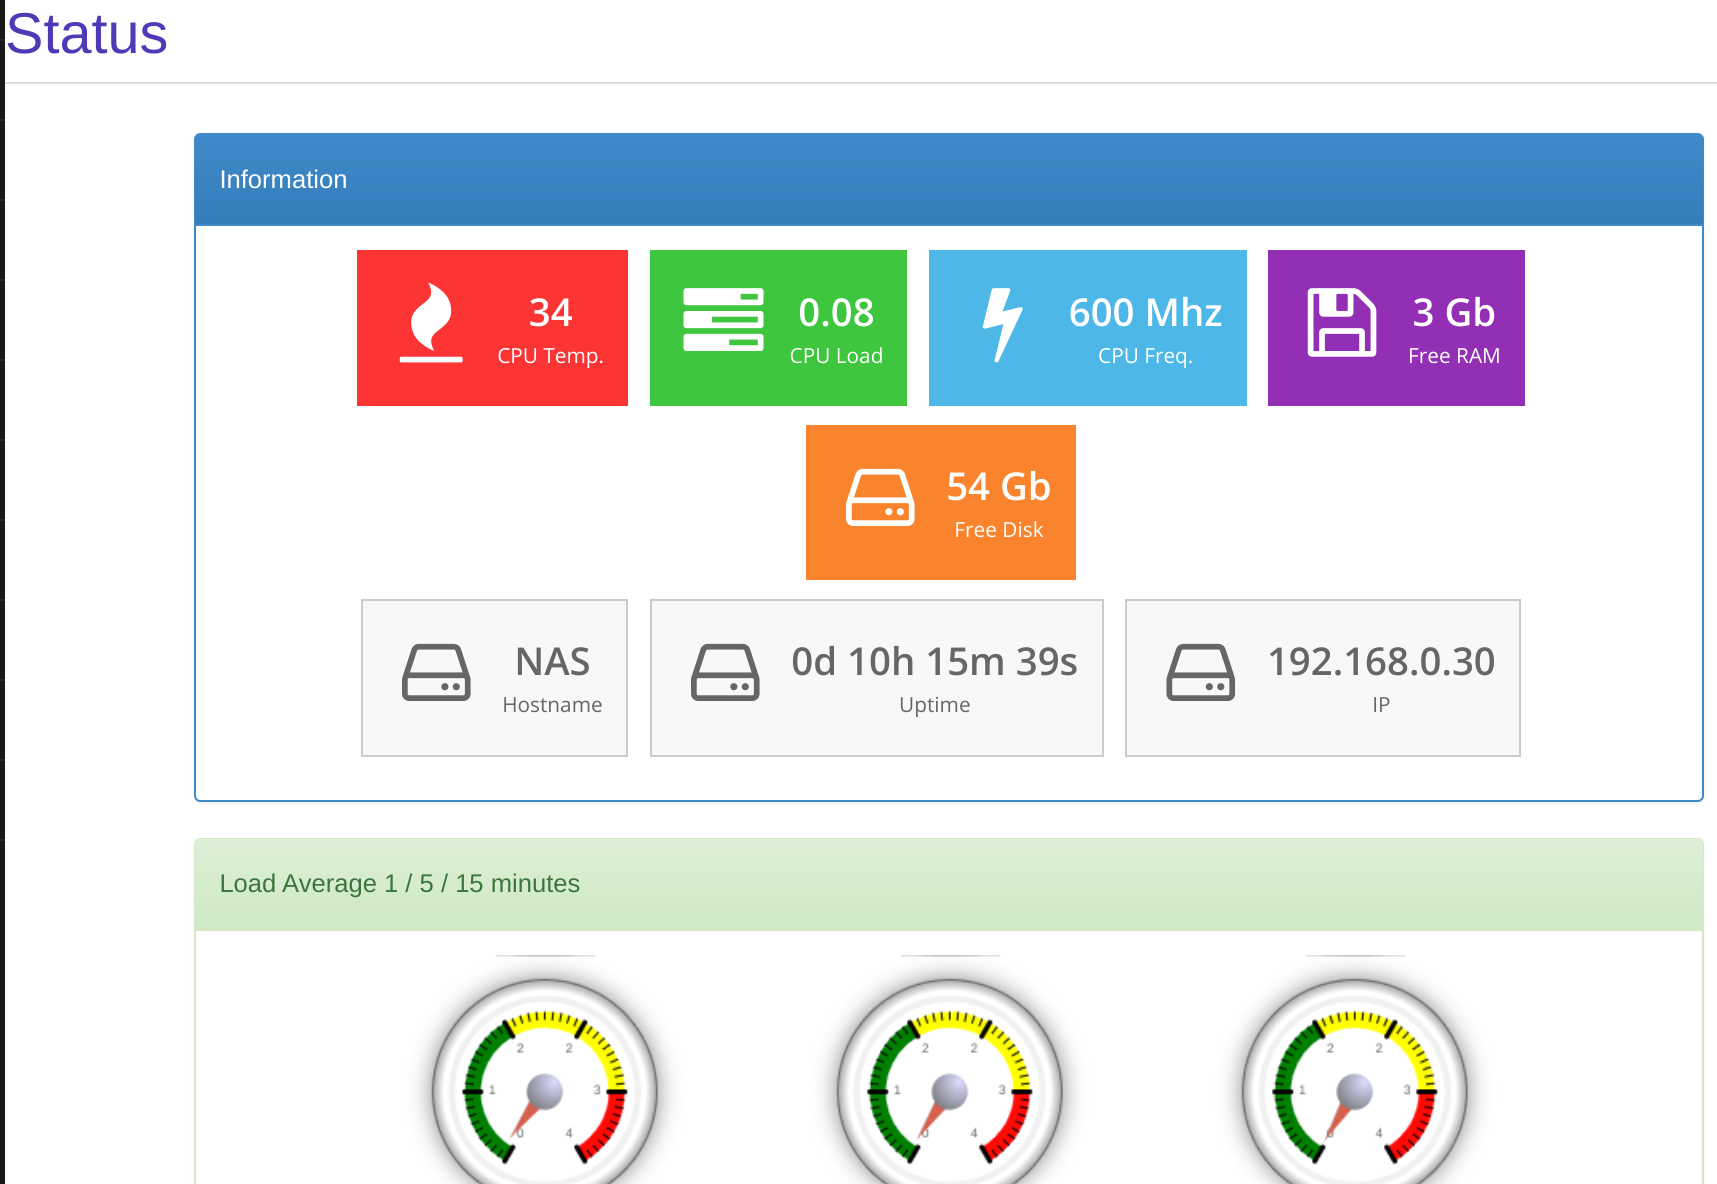 Status
Information
34
CPU Temp.
0.08
CPU Load
600 Mhz
CPU Freq.
3 Gb
Free RAM
54 Gb
Free Disk
NAS
Hostname
0d 10h 15m 39s
Uptime
192.168.0.30
IP
Load Average 1 / 5 / 15 minutes
2 2
1 3
0 4
2 2
1 3
0 4
2 2
1 3
0 4